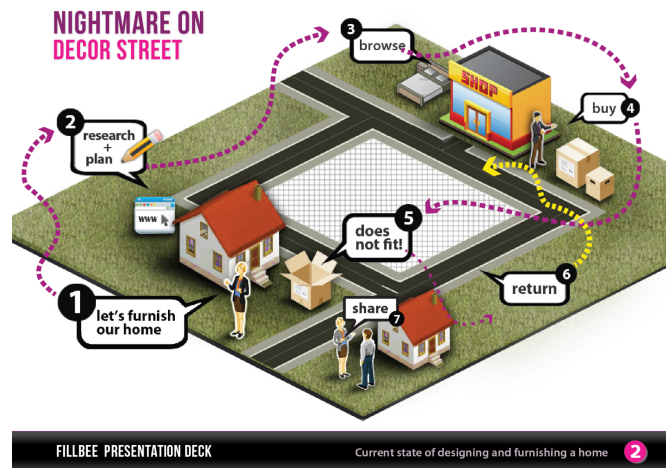 NIGHTMARE ON
DECOR STREET
1
let's furnish
our home
2
research
+
plan
www
3
browse
SHOP
buy
4
5
does
not fit!
6
return
share
7
FILLBEE PRESENTATION DECK
Current state of designing and furnishing a home
2